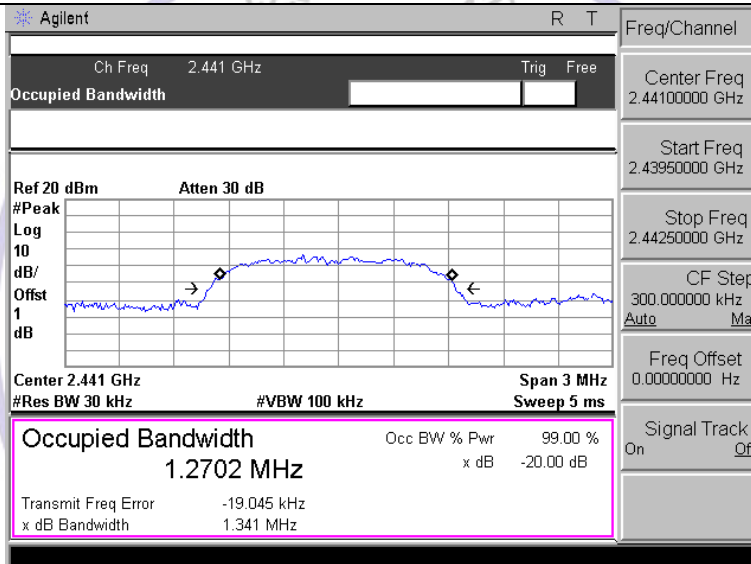 Agilent R T
Freq/Channel
Ch Freq 2.441 GHz Trig Free
Occupied Bandwidth
Center Freq
2.44100000 GHz
Start Freq
2.43950000 GHz
Stop Freq
2.44250000 GHz
CF Step
300.000000 kHz
Auto Ma
Freq Offset
0.00000000 Hz
Signal Track
On Of
Ref 20 dBm Atten 30 dB
#Peak
Log
10
dB/
Offst
1
dB
Center 2.441 GHz Span 3 MHz
#Res BW 30 kHz #VBW 100 kHz Sweep 5 ms
Occupied Bandwidth
1.2702 MHz
Occ BW % Pwr 99.00 %
x dB -20.00 dB
Transmit Freq Error -19.045 kHz
x dB Bandwidth 1.341 MHz